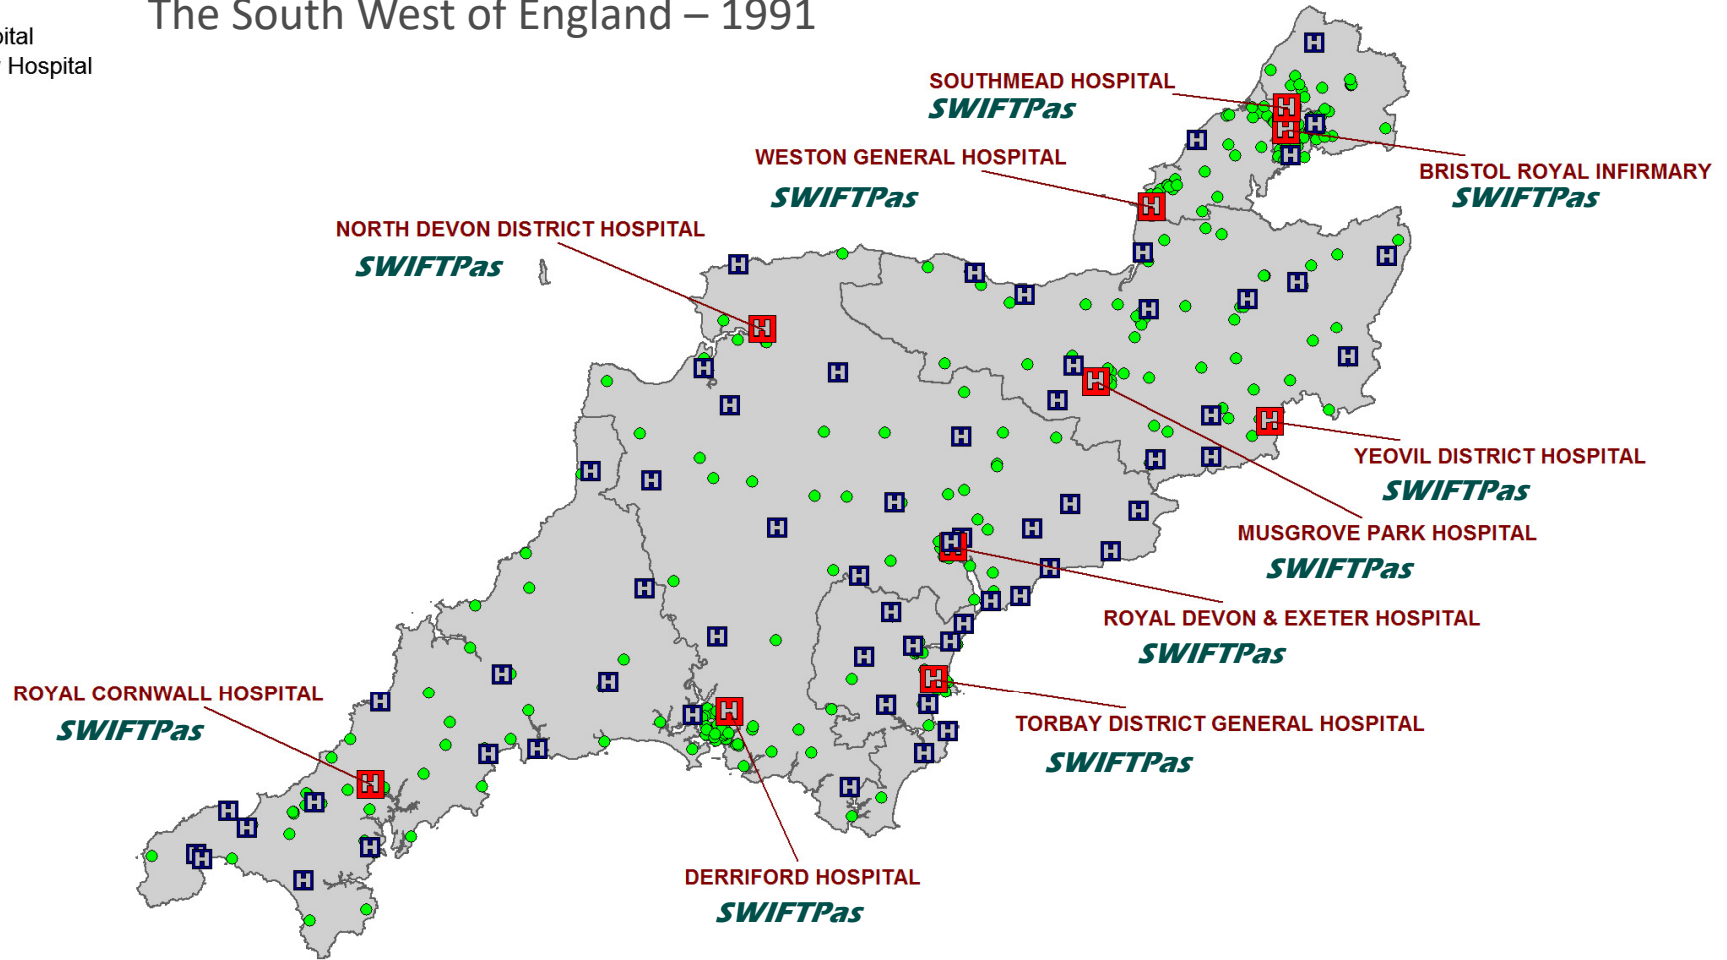 The South West of England – 1991
Hospital
SOUTHMEAD HOSPITAL
SWIFTPas
WESTON GENERAL HOSPITAL
SWIFTPas
BRISTOL ROYAL INFIRMARY
SWIFTPas
NORTH DEVON DISTRICT HOSPITAL
SWIFTPas
YEOVIL DISTRICT HOSPITAL
SWIFTPas
MUSGROVE PARK HOSPITAL
SWIFTPas
ROYAL DEVON & EXETER HOSPITAL
SWIFTPas
ROYAL CORNWALL HOSPITAL
SWIFTPas
TORBAY DISTRICT GENERAL HOSPITAL
SWIFTPas
DERRIFORD HOSPITAL
SWIFTPas